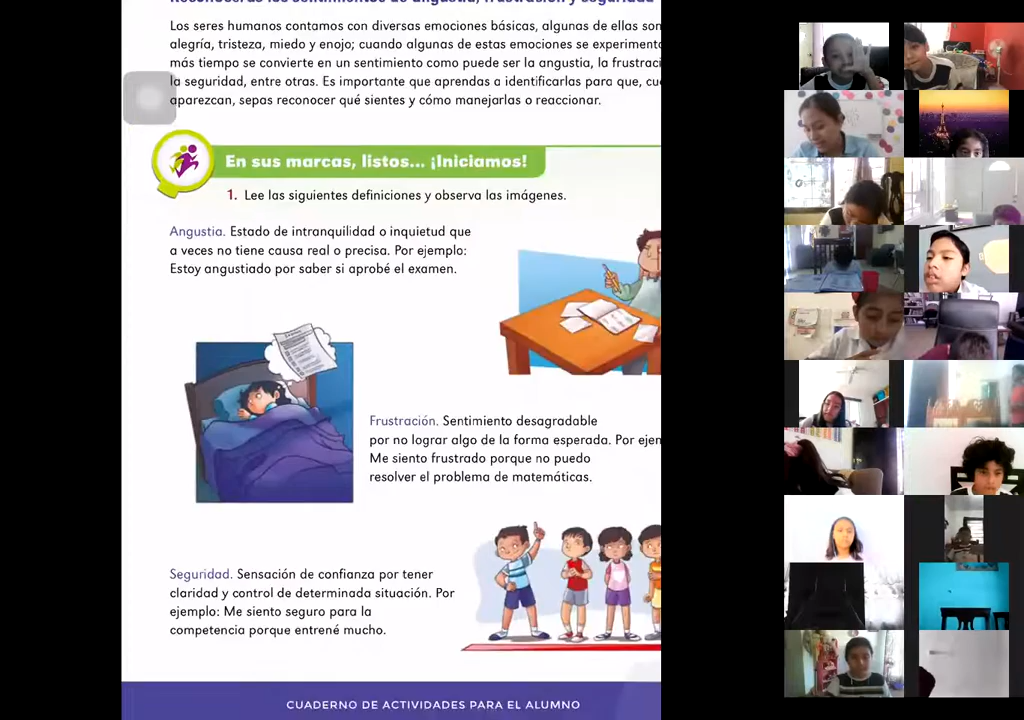 Reconocerás los sentimientos de angustia, frustración y seguridad
Los seres humanos contamos con diversas emociones básicas, algunas de ellas son
alegría, tristeza, miedo y enojo; cuando algunas de estas emociones se
más tiempo se convierte en un sentimiento como puede ser la angustia, la
la seguridad, entre otras. Es importante que aprendas a identificarlas para que,
aparezcan, sepas reconocer qué sientes y cómo manejarlas o reaccionar.
En sus marcas, listos... ¡Iniciamos!
1. Lee las siguientes definiciones y observa las imágenes.
Angustia. Estado de intranquilidad o inquietud que
a veces no tiene causa real o precisa. Por ejemplo:
Estoy angustiado por saber si aprobé el examen.
Frustración. Sentimiento desagradable
por no lograr algo de la forma esperada. Por
Me siento frustrado porque no puedo
resolver el problema de matemáticas.
Seguridad. Sensación de confianza por tener
claridad y control de determinada situación. Por
ejemplo: Me siento seguro para la
competencia porque entrené mucho.
CUADERNO DE ACTIVIDADES PARA EL ALUMNO